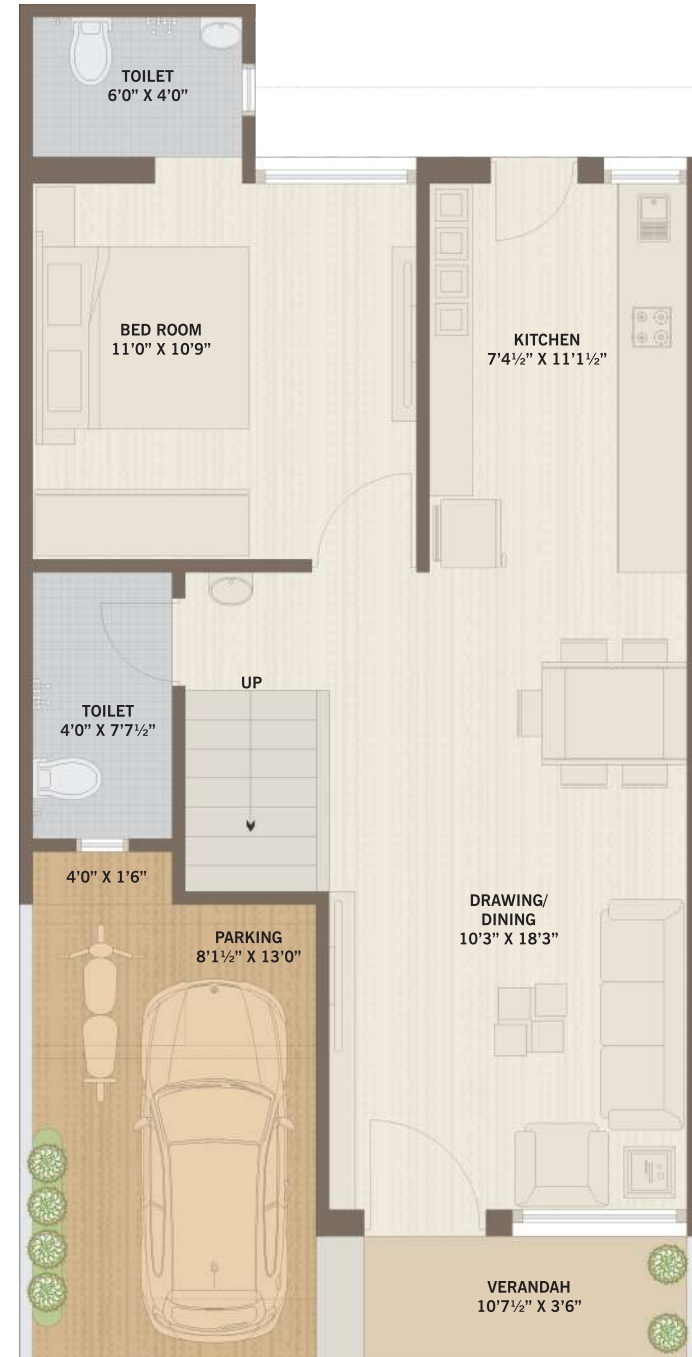 TOILET
6’0” X 4’0”
BED ROOM
11’0” X 10’9”
KITCHEN
7’4½” X 11’1½”
UP
TOILET
4’0” X 7’7½”
4’0” X 1’6”
DRAWING/
DINING
10’3” X 18’3”
PARKING
8’1½” X 13’0”
VERANDAH
10’7½” X 3’6”